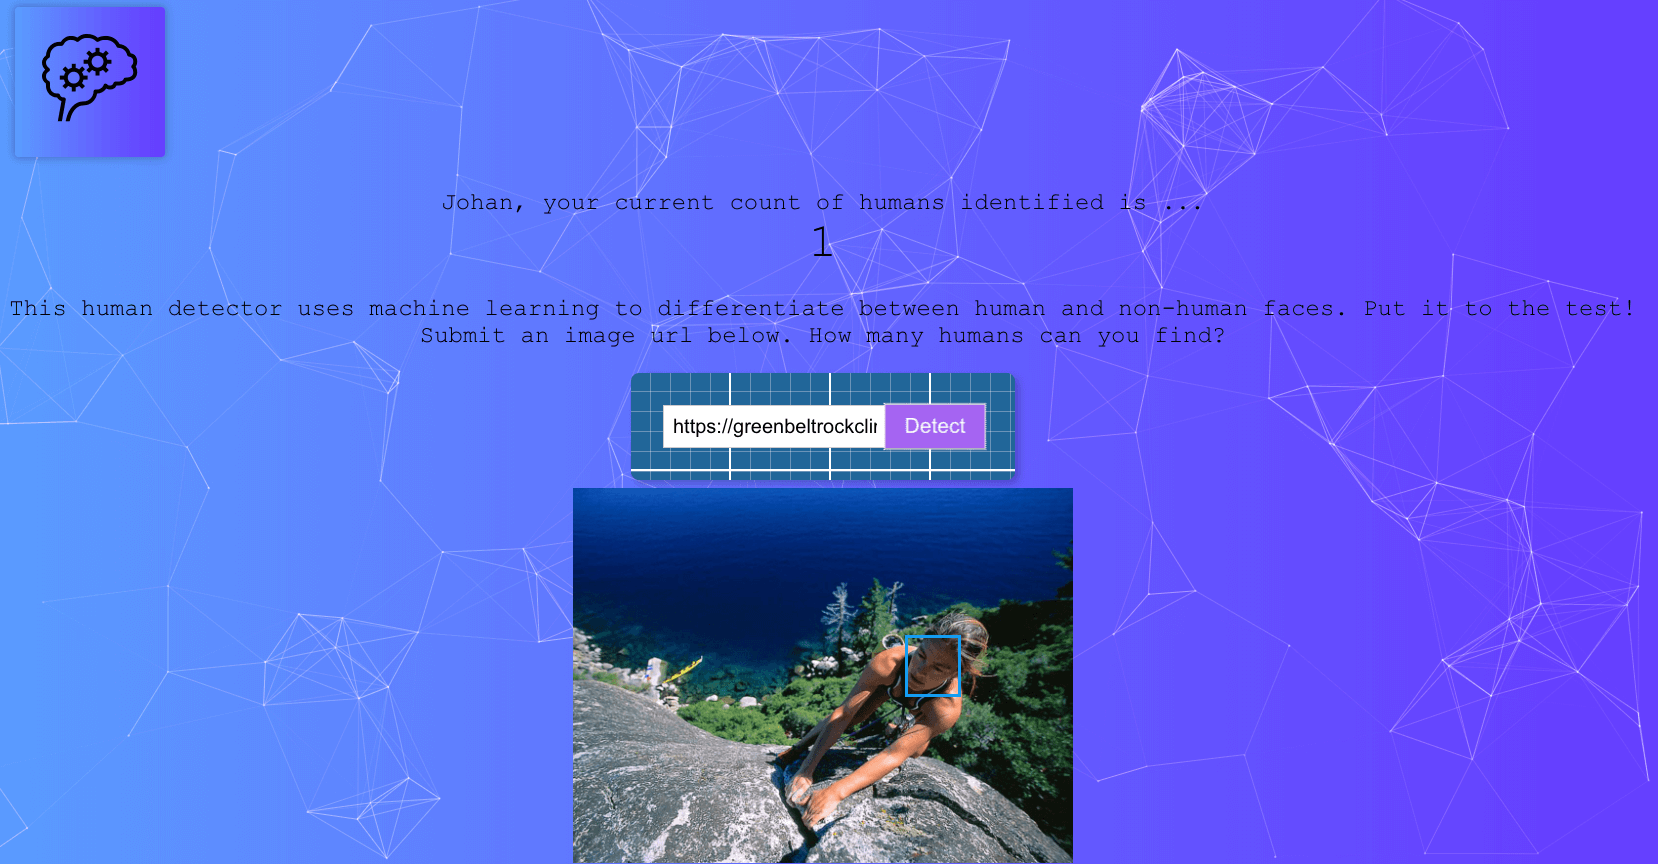 Johan, your current count of humans identified is ...
1
This human detector uses machine learning to differentiate between human and non-human faces. Put it to the test!
Submit an image url below. How many humans can you find?
https://greenbeltrockclin Detect